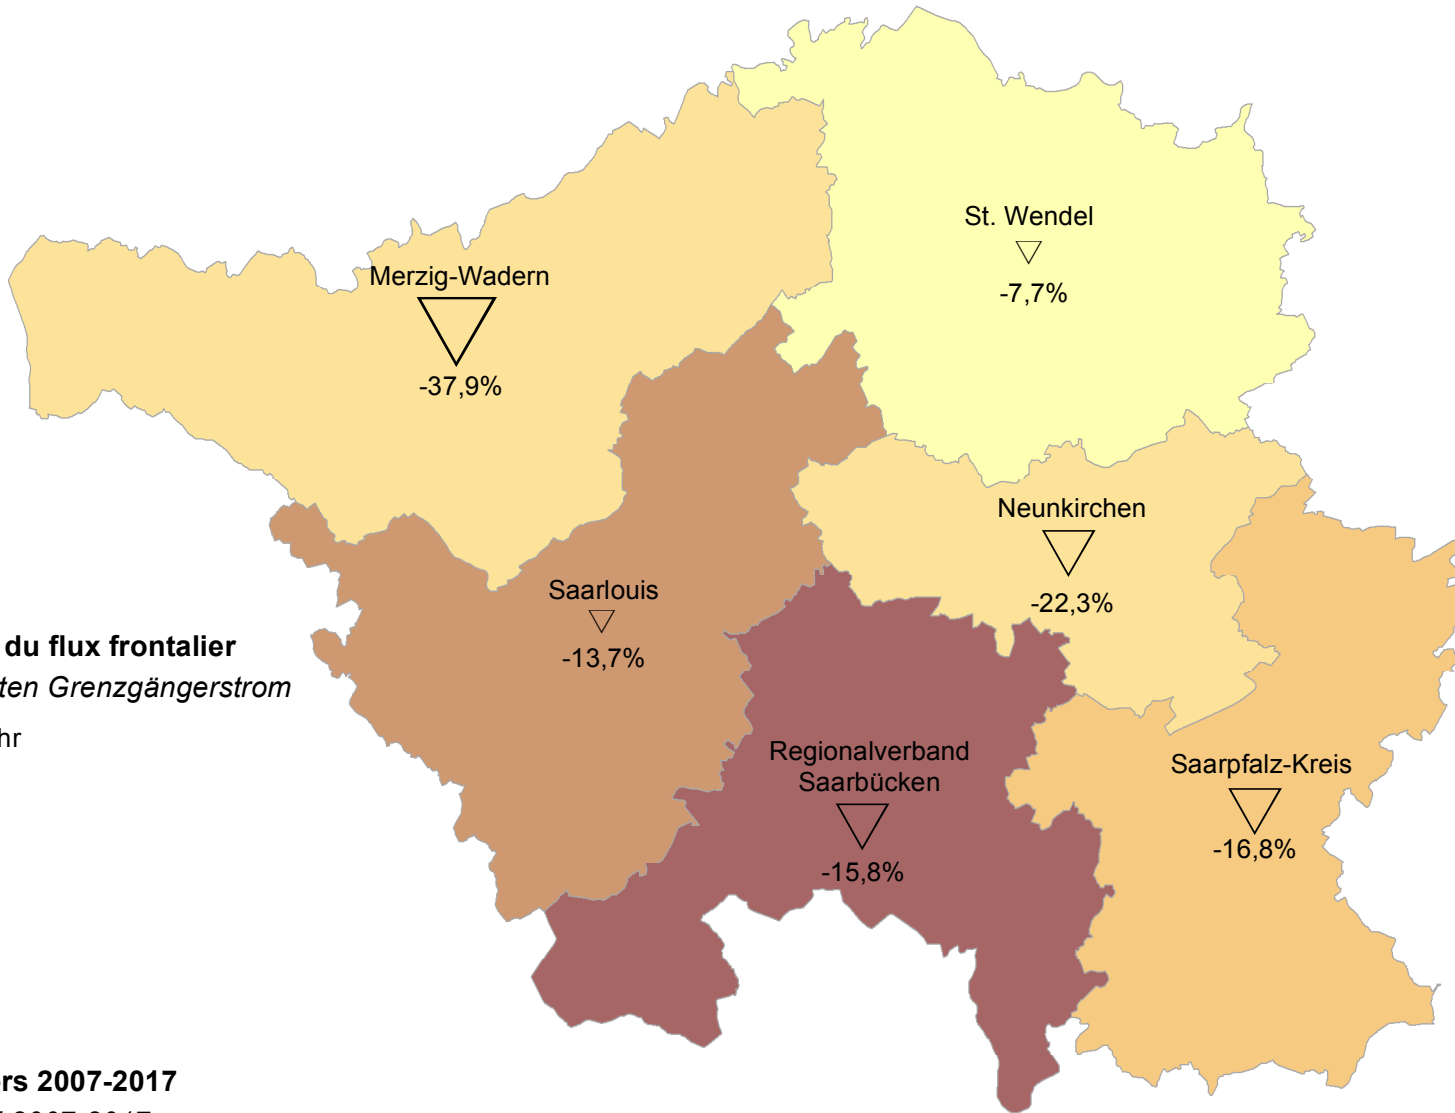 St. Wendel
-7,7%
Merzig-Wadern
-37,9%
Neunkirchen
-22,3%
Saarlouis
-13,7%
du flux frontalier
ten Grenzgängerstrom
hr
Regionalverband
Saarbücken
-15,8%
Saarpfalz-Kreis
-16,8%
rs 2007-2017